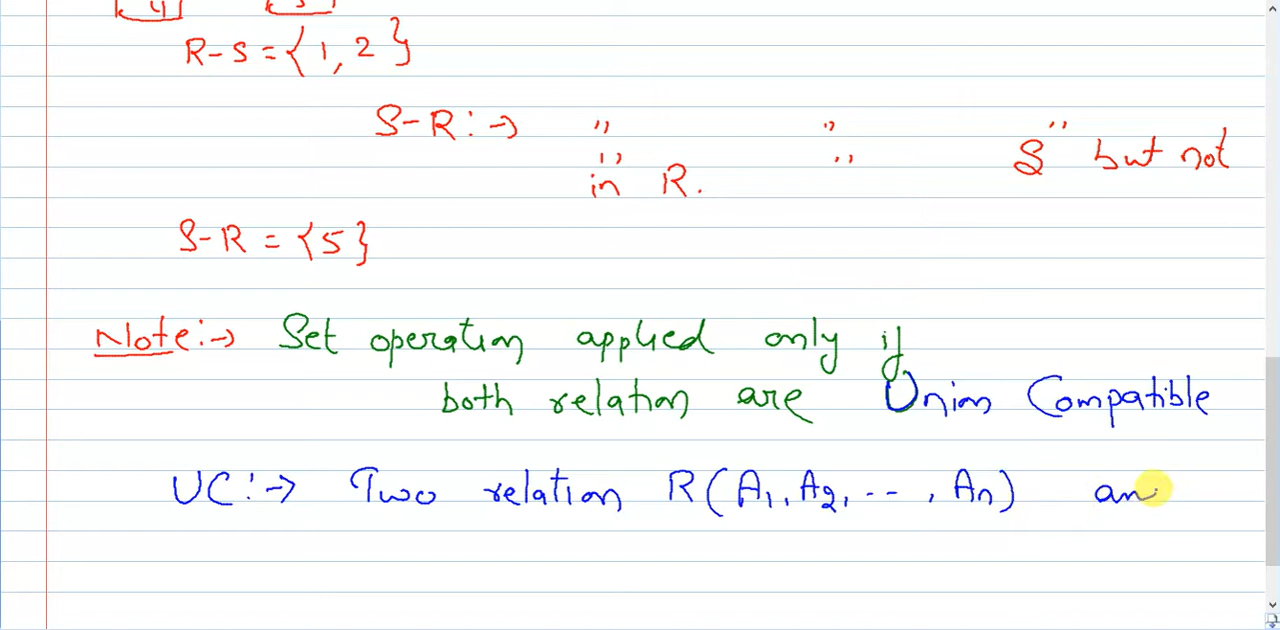 4
R-S = {1, 2}
S-R :→ " " S" but not
" "
in R.
S-R = {5}
Note :→ Set operation applied only if
both relation are Union Compatible
UC :→ Two relation R(A1, A2, --- , An) an